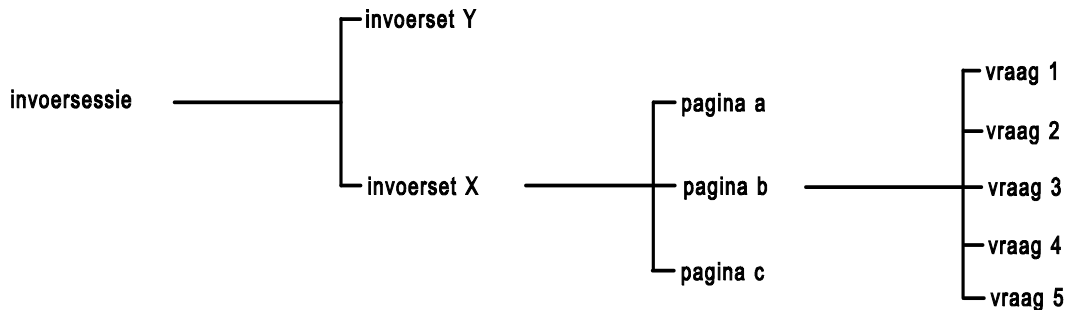 invoersessie
invoerset Y
invoerset X
pagina a
pagina b
pagina c
vraag 1
vraag 2
vraag 3
vraag 4
vraag 5